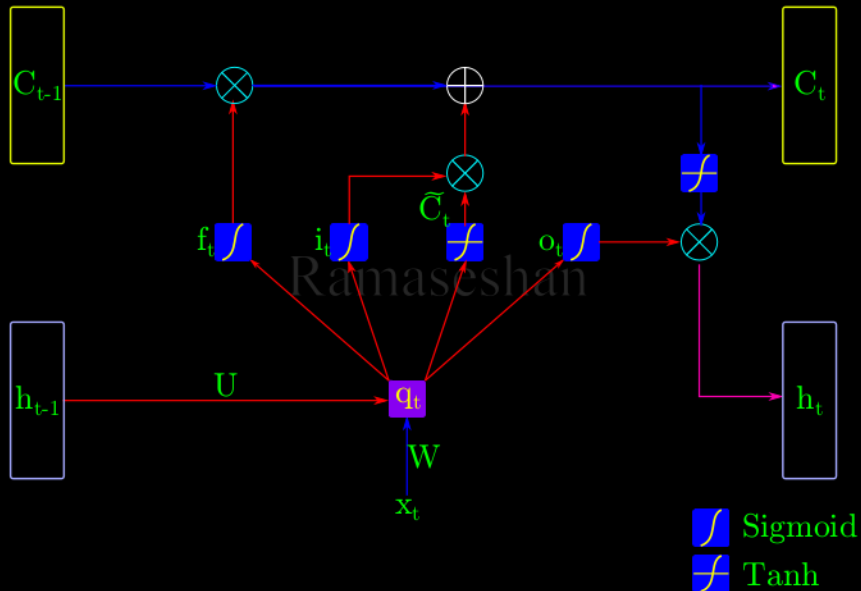 C_{t-1}
C_t
C̃_t
f_t
i_t
o_t
Ramaseshan
U
h_{t-1}
q_t
h_t
W
x_t
Sigmoid
Tanh